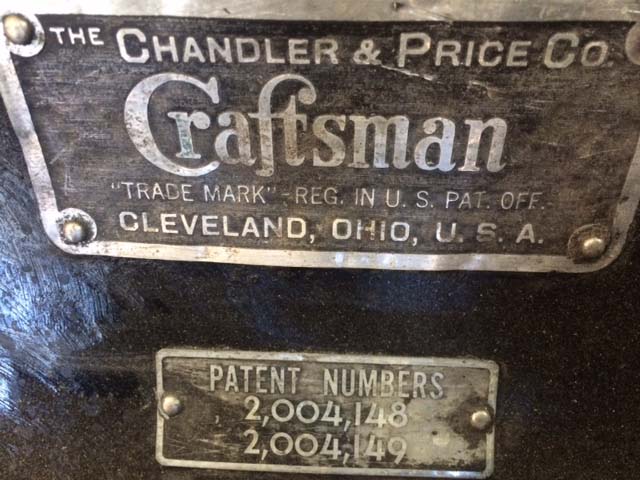 THE CHANDLER & PRICE CO.
Craftsman
"TRADE MARK"-REG. IN U. S. PAT. OFF.
CLEVELAND, OHIO, U. S. A.
PATENT NUMBERS
2,004,148
2,004,149